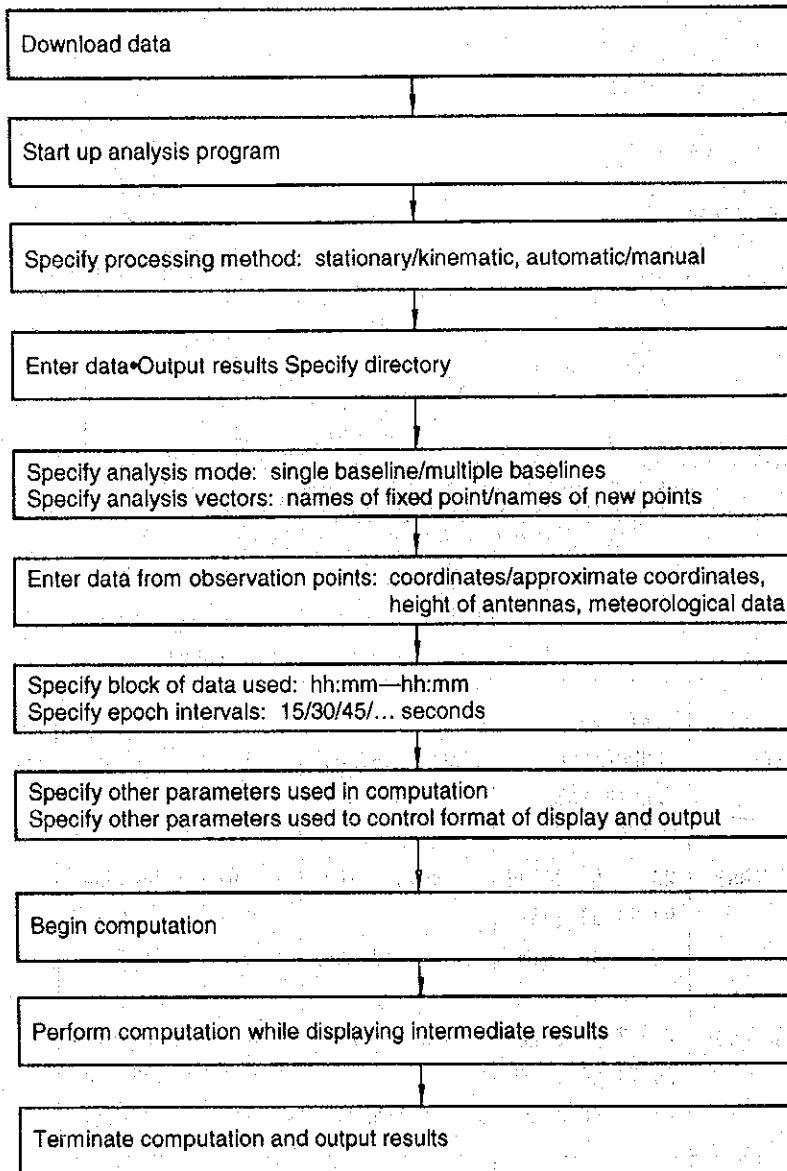 Download data
Start up analysis program
Specify processing method: stationary/kinematic, automatic/manual
Enter data•Output results Specify directory
Specify analysis mode: single baseline/multiple baselines
Specify analysis vectors: names of fixed point/names of new points
Enter data from observation points: coordinates/approximate coordinates,
height of antennas, meteorological data
Specify block of data used: hh:mm—hh:mm
Specify epoch intervals: 15/30/45/... seconds
Specify other parameters used in computation
Specify other parameters used to control format of display and output
Begin computation
Perform computation while displaying intermediate results
Terminate computation and output results